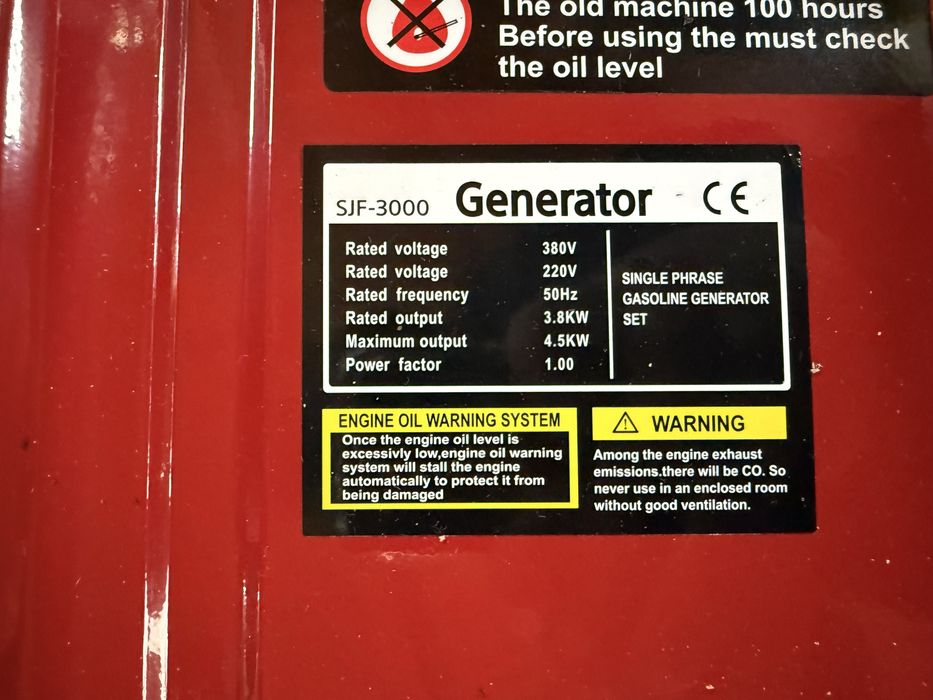 The old machine 100 hours
Before using the must check
the oil level
SJF-3000 Generator CE
Rated voltage 380V
Rated voltage 220V
Rated frequency 50Hz
Rated output 3.8KW
Maximum output 4.5KW
Power factor 1.00
SINGLE PHRASE
GASOLINE GENERATOR
SET
ENGINE OIL WARNING SYSTEM
Once the engine oil level is
excessivly low,engine oil warning
system will stall the engine
automatically to protect it from
being damaged
WARNING
Among the engine exhaust
emissions.there will be CO. So
never use in an enclosed room
without good ventilation.